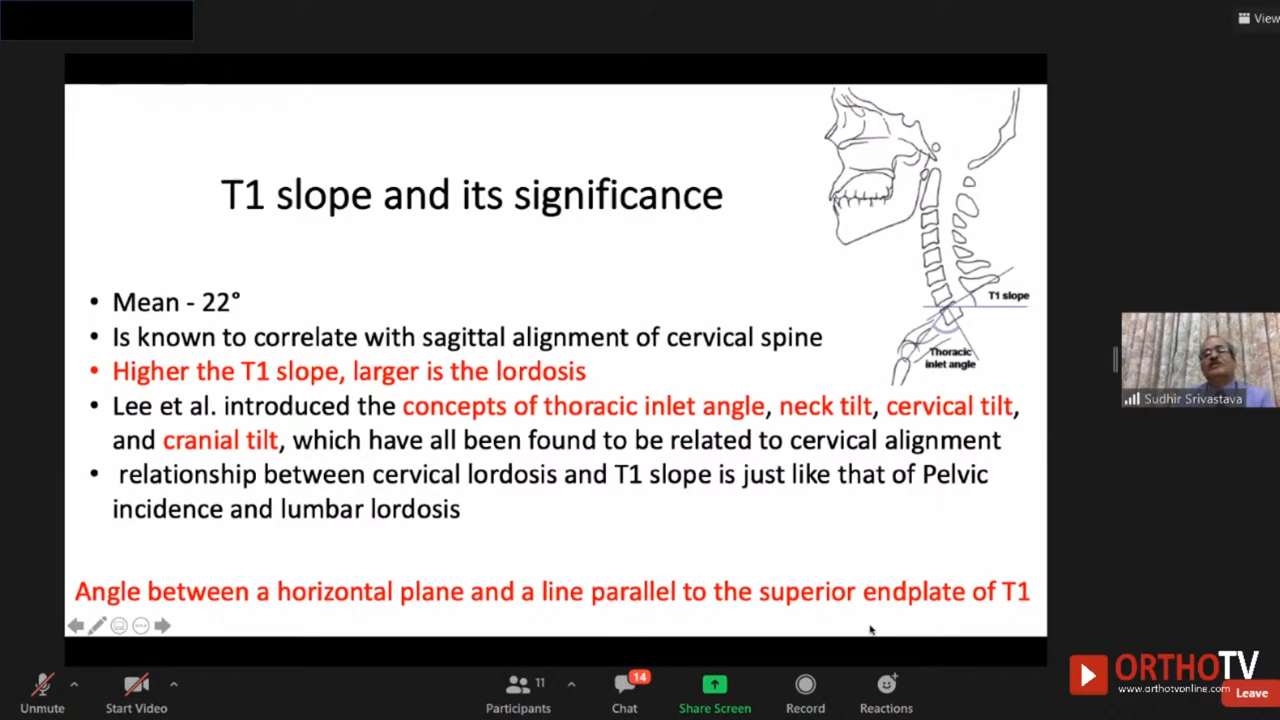 View
T1 slope and its significance
T1 slope
Thoracic
inlet angle
• Mean - 22°
• Is known to correlate with sagittal alignment of cervical spine
• Higher the T1 slope, larger is the lordosis
• Lee et al. introduced the concepts of thoracic inlet angle, neck tilt, cervical tilt,
and cranial tilt, which have all been found to be related to cervical alignment
• relationship between cervical lordosis and T1 slope is just like that of Pelvic
incidence and lumbar lordosis
Angle between a horizontal plane and a line parallel to the superior endplate of T1
Sudhir Srivastava
Unmute
Start Video
11
Participants
14
Chat
Share Screen
Record
Reactions
ORTHOTV
www.orthotvonline.com
Leave